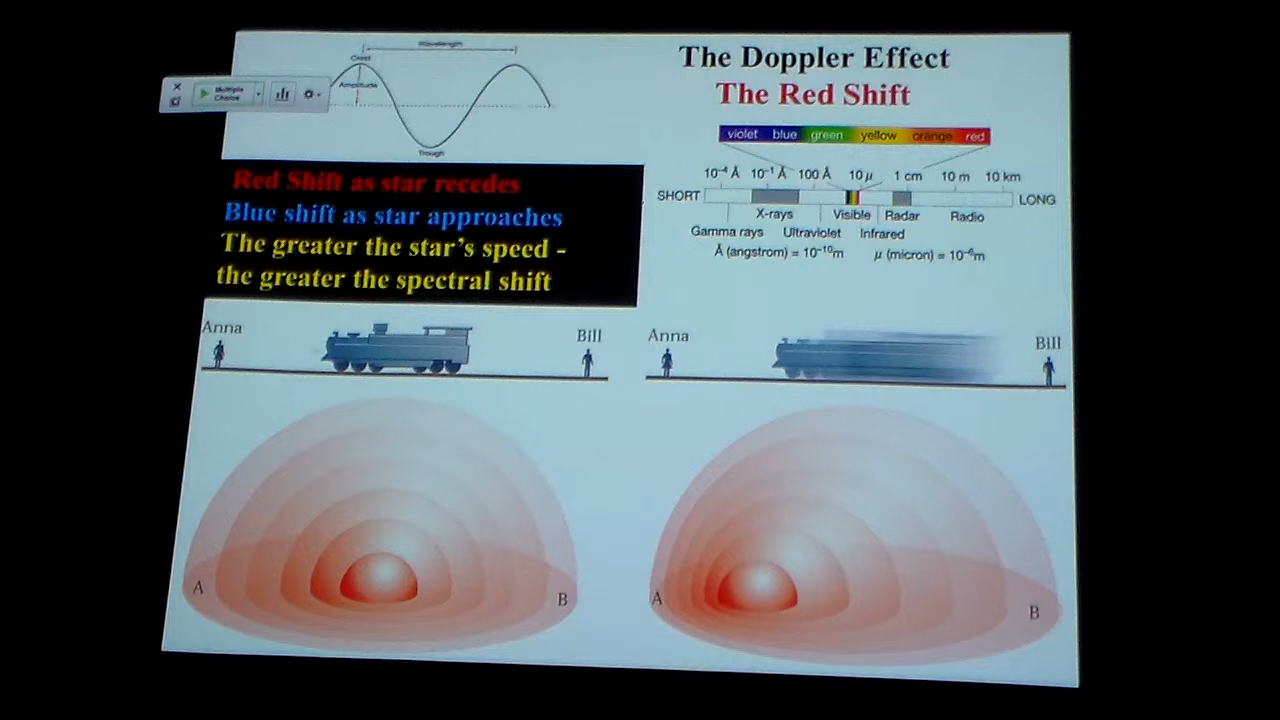 Wavelength
Crest
Amplitude
Trough
Multiple
Choice
The Doppler Effect
The Red Shift
violet blue green yellow orange red
10⁻⁴ Å 10⁻¹ Å 100 Å 10 μ 1 cm 10 m 10 km
SHORT LONG
X-rays Visible Radar Radio
Gamma rays Ultraviolet Infrared
Å (angstrom) = 10⁻¹⁰m μ (micron) = 10⁻⁶m
Red Shift as star recedes
Blue shift as star approaches
The greater the star's speed -
the greater the spectral shift
Anna Bill
Anna Bill
A B
A B